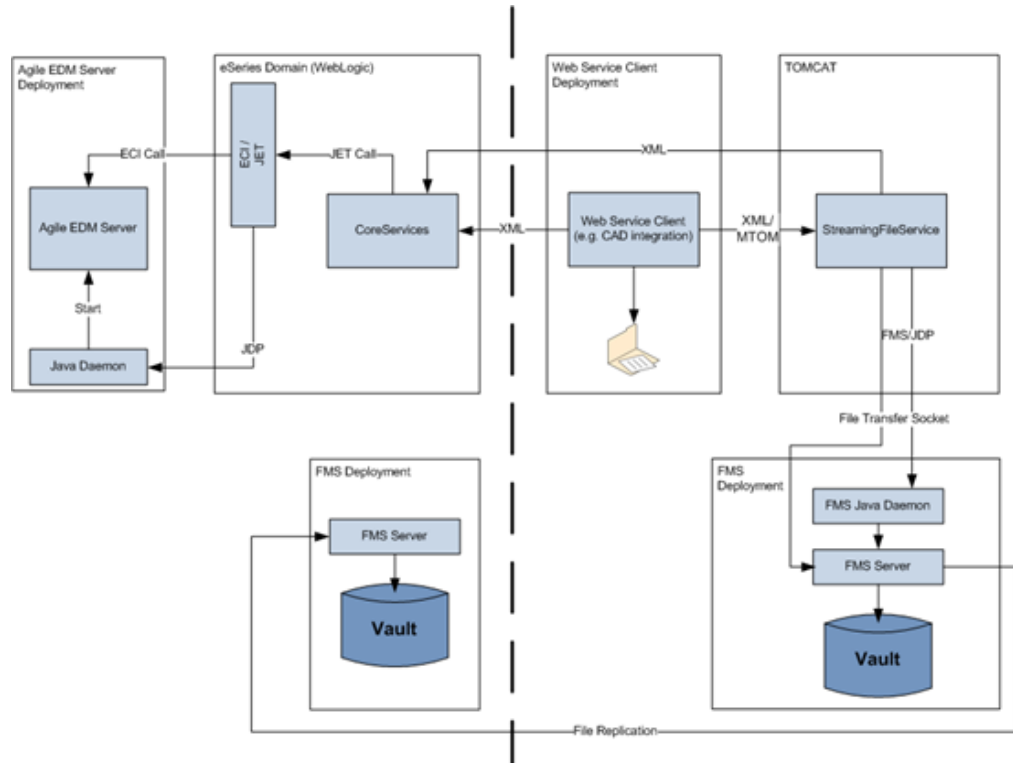 Agile EDM Server
Deployment
eSeries Domain (WebLogic)
Web Service Client
Deployment
TOMCAT
ECI Call
ECI /
JET
JET Call
XML
Agile EDM Server
CoreServices
XML
Web Service Client
(e.g. CAD integration)
XML/
MTOM
StreamingFileService
Start
Java Daemon
JDP
FMS/JDP
File Transfer Socket
FMS Deployment
FMS Server
Vault
FMS
Deployment
FMS Java Daemon
FMS Server
Vault
File Replication